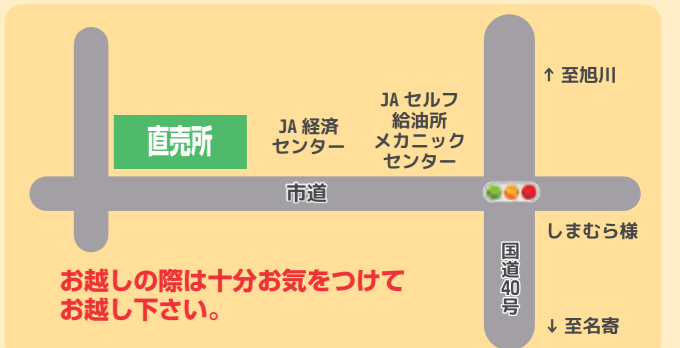 ↑ 至旭川
JA セルフ
給油所
メカニック
センター
JA 経済
センター
直売所
市道
しまむら様
国道40号
お越しの際は十分お気をつけて
お越し下さい。
↓ 至名寄